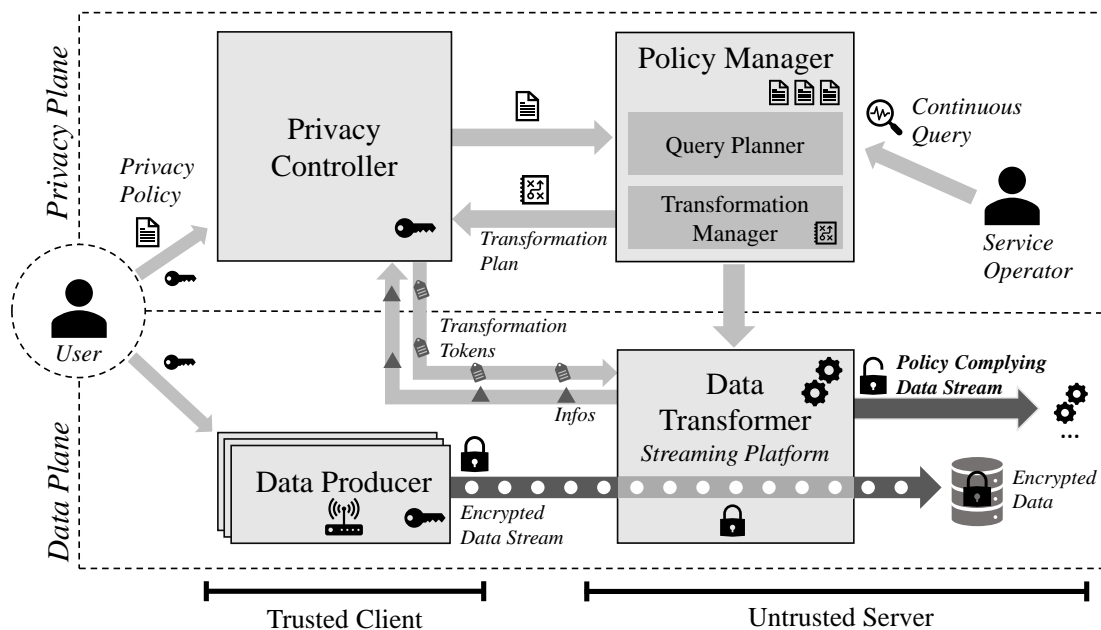 Privacy Plane
Privacy
Policy
Privacy
Controller
Policy Manager
Query Planner
Transformation
Manager
Continuous
Query
Service
Operator
Transformation
Plan
User
Transformation
Tokens
Infos
Data Plane
Data Producer
Encrypted
Data Stream
Data
Transformer
Streaming Platform
Policy Complying
Data Stream
...
Encrypted
Data
Trusted Client
Untrusted Server